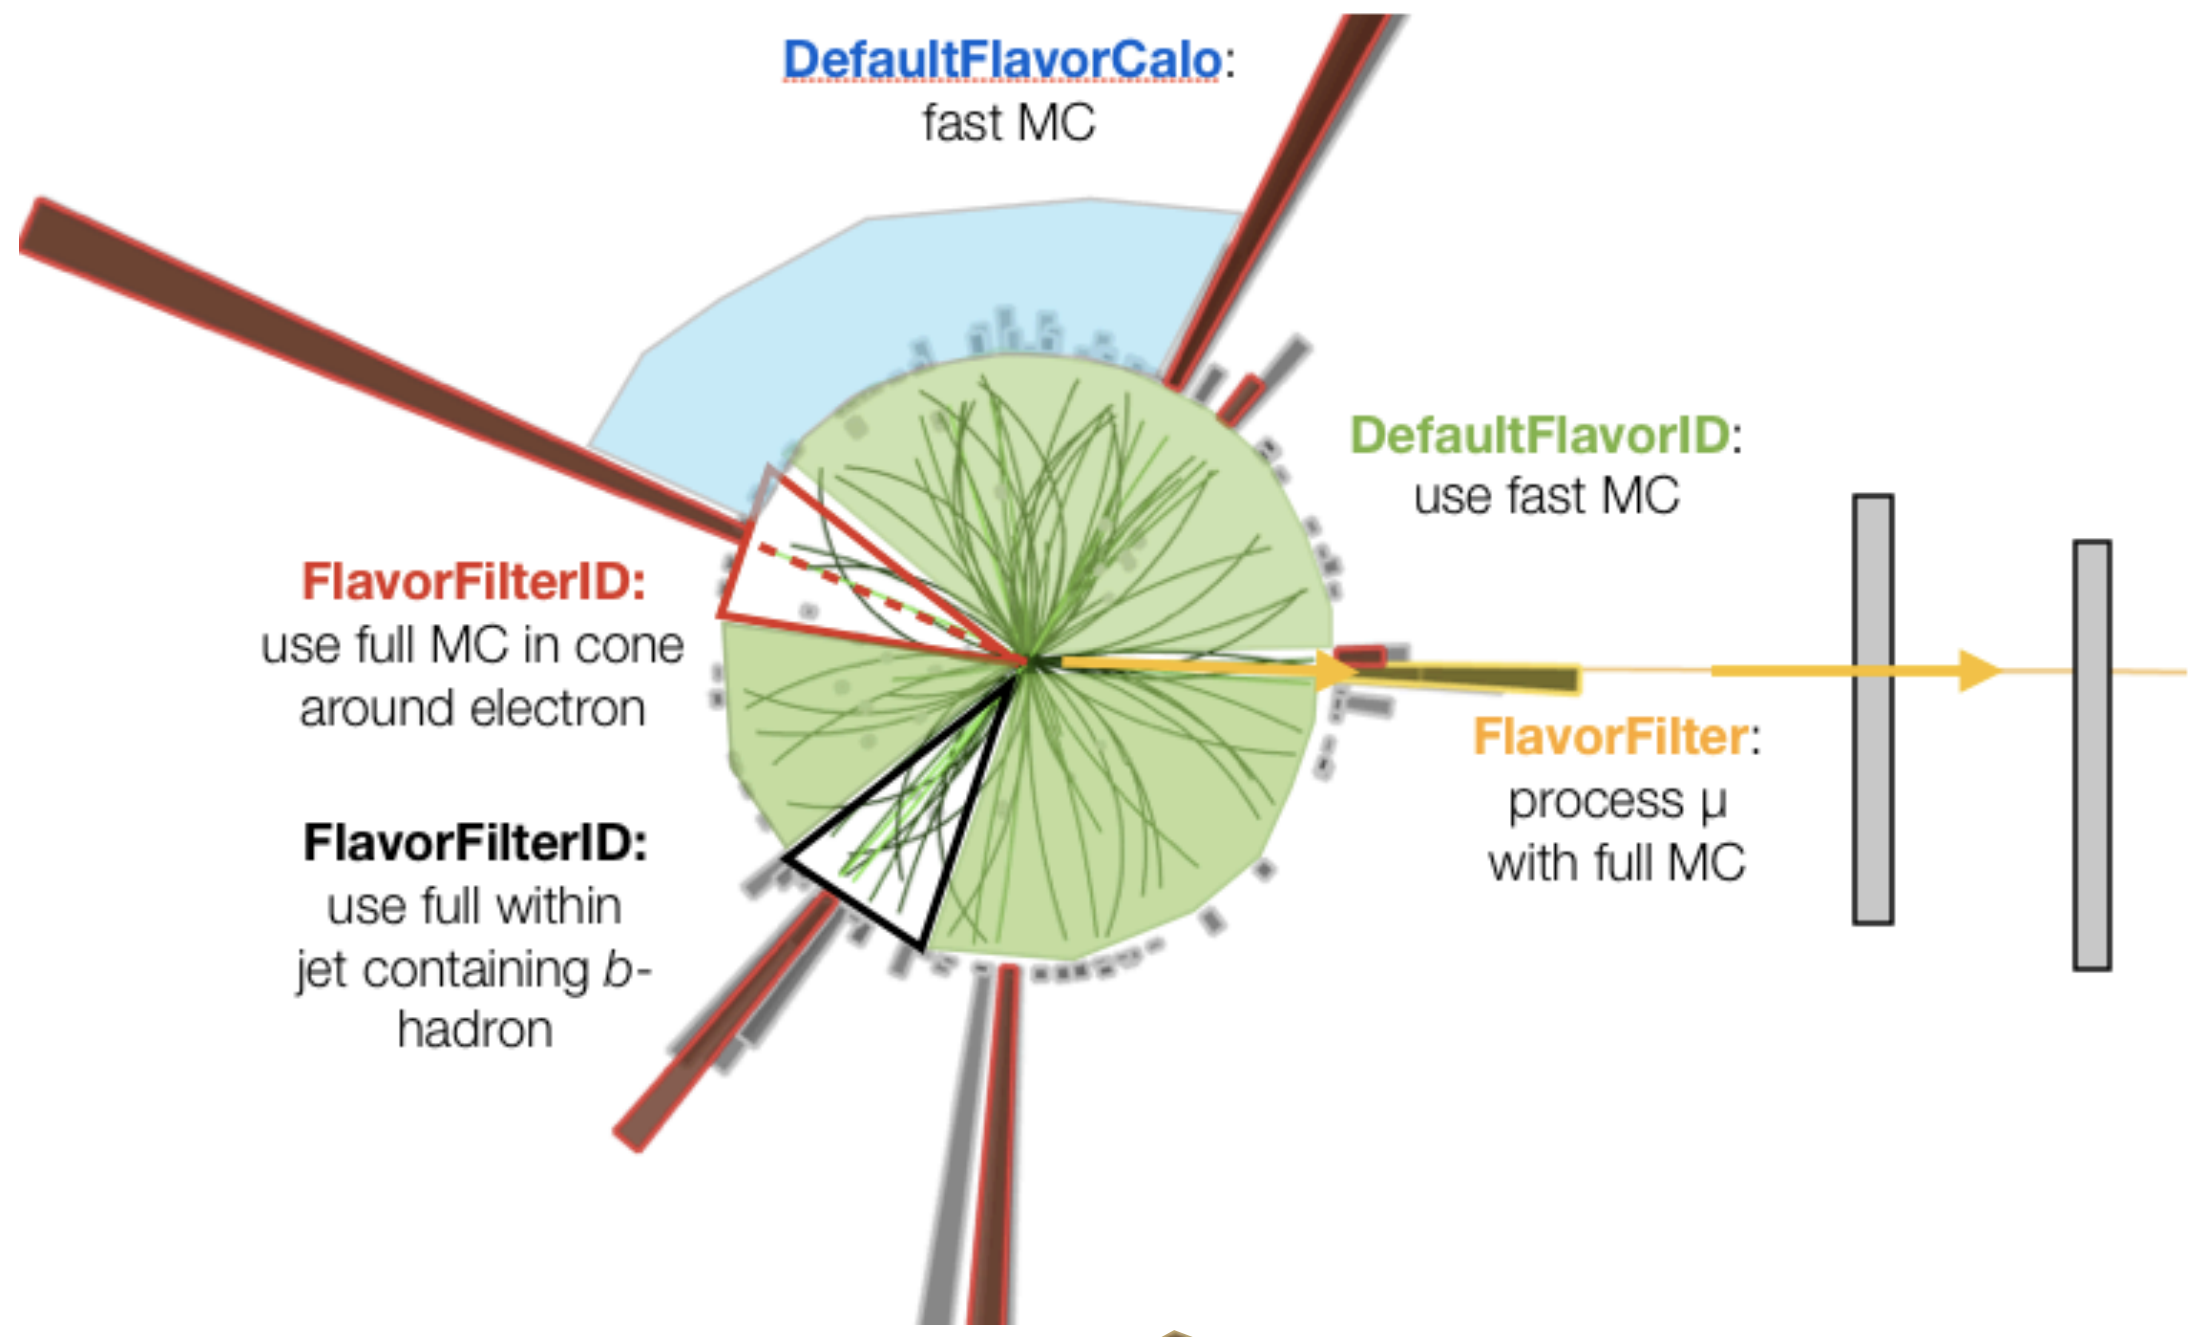 DefaultFlavorCalo:
fast MC
DefaultFlavorID:
use fast MC
FlavorFilterID:
use full MC in cone
around electron
FlavorFilter:
process μ
with full MC
FlavorFilterID:
use full within
jet containing b-
hadron